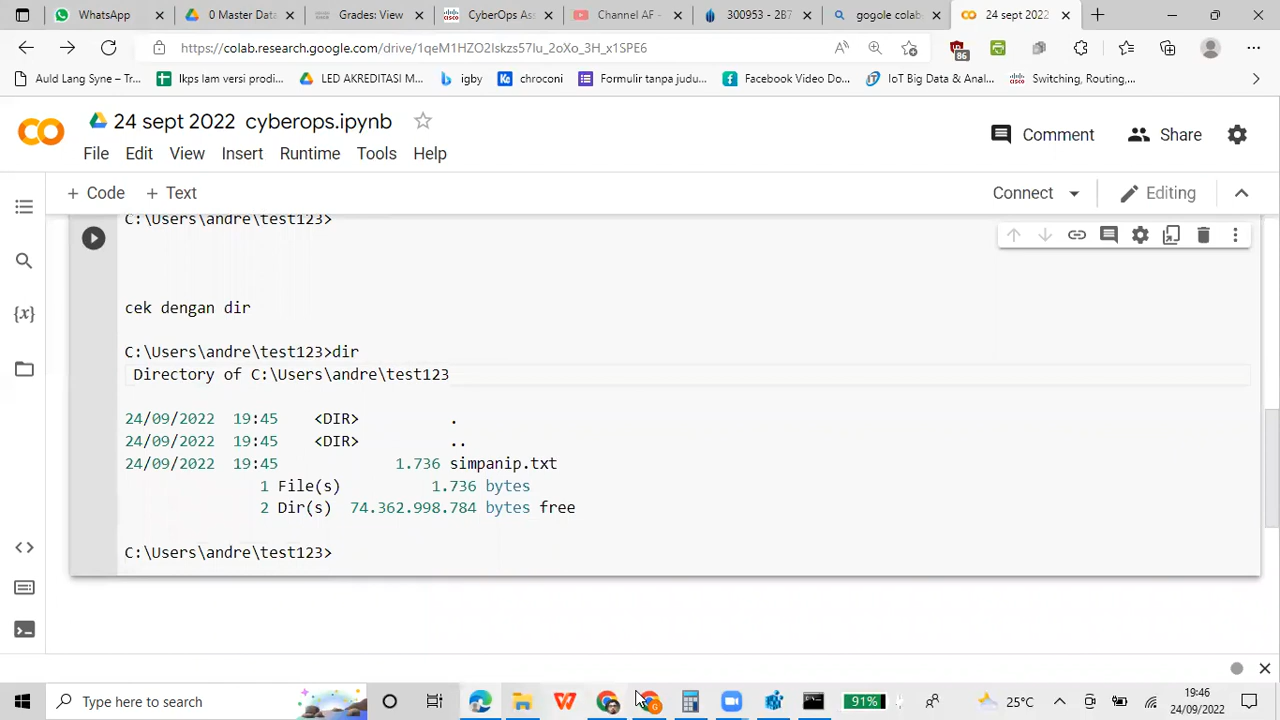 WhatsApp
0 Master Data
Grades: View
CyberOps Ass
Channel AF -
3009553 - 2B7
gogole colab
24 sept 2022
https://colab.research.google.com/drive/1qeM1HZO2Iskzs57lu_2oXo_3H_x1SPE6
86
Auld Lang Syne – Tr...
lkps lam versi prodi...
LED AKREDITASI M...
igby
chroconi
Formulir tanpa judu...
Facebook Video Do...
IoT Big Data & Anal...
Switching, Routing,...
24 sept 2022 cyberops.ipynb
Comment
Share
File Edit View Insert Runtime Tools Help
+ Code + Text
Connect
Editing
C:\Users\andre\test123>
cek dengan dir
C:\Users\andre\test123>dir
Directory of C:\Users\andre\test123
24/09/2022 19:45 <DIR> .
24/09/2022 19:45 <DIR> ..
24/09/2022 19:45 1.736 simpanip.txt
1 File(s) 1.736 bytes
2 Dir(s) 74.362.998.784 bytes free
C:\Users\andre\test123>
Type here to search
91%
25°C
19:46
24/09/2022